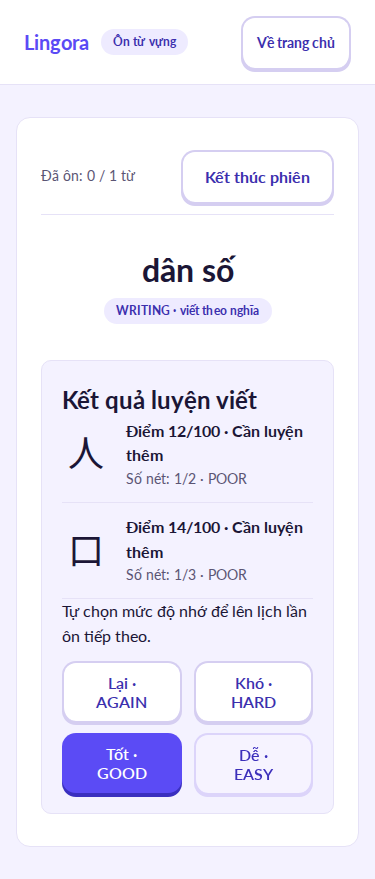 Lingora
Ôn từ vựng
Về trang chủ
Đã ôn: 0 / 1 từ
Kết thúc phiên
dân số
WRITING · viết theo nghĩa
Kết quả luyện viết
人
Điểm 12/100 · Cần luyện
thêm
Số nét: 1/2 · POOR
口
Điểm 14/100 · Cần luyện
thêm
Số nét: 1/3 · POOR
Tự chọn mức độ nhớ để lên lịch lần
ôn tiếp theo.
Lại ·
AGAIN
Khó ·
HARD
Tốt ·
GOOD
Dễ ·
EASY